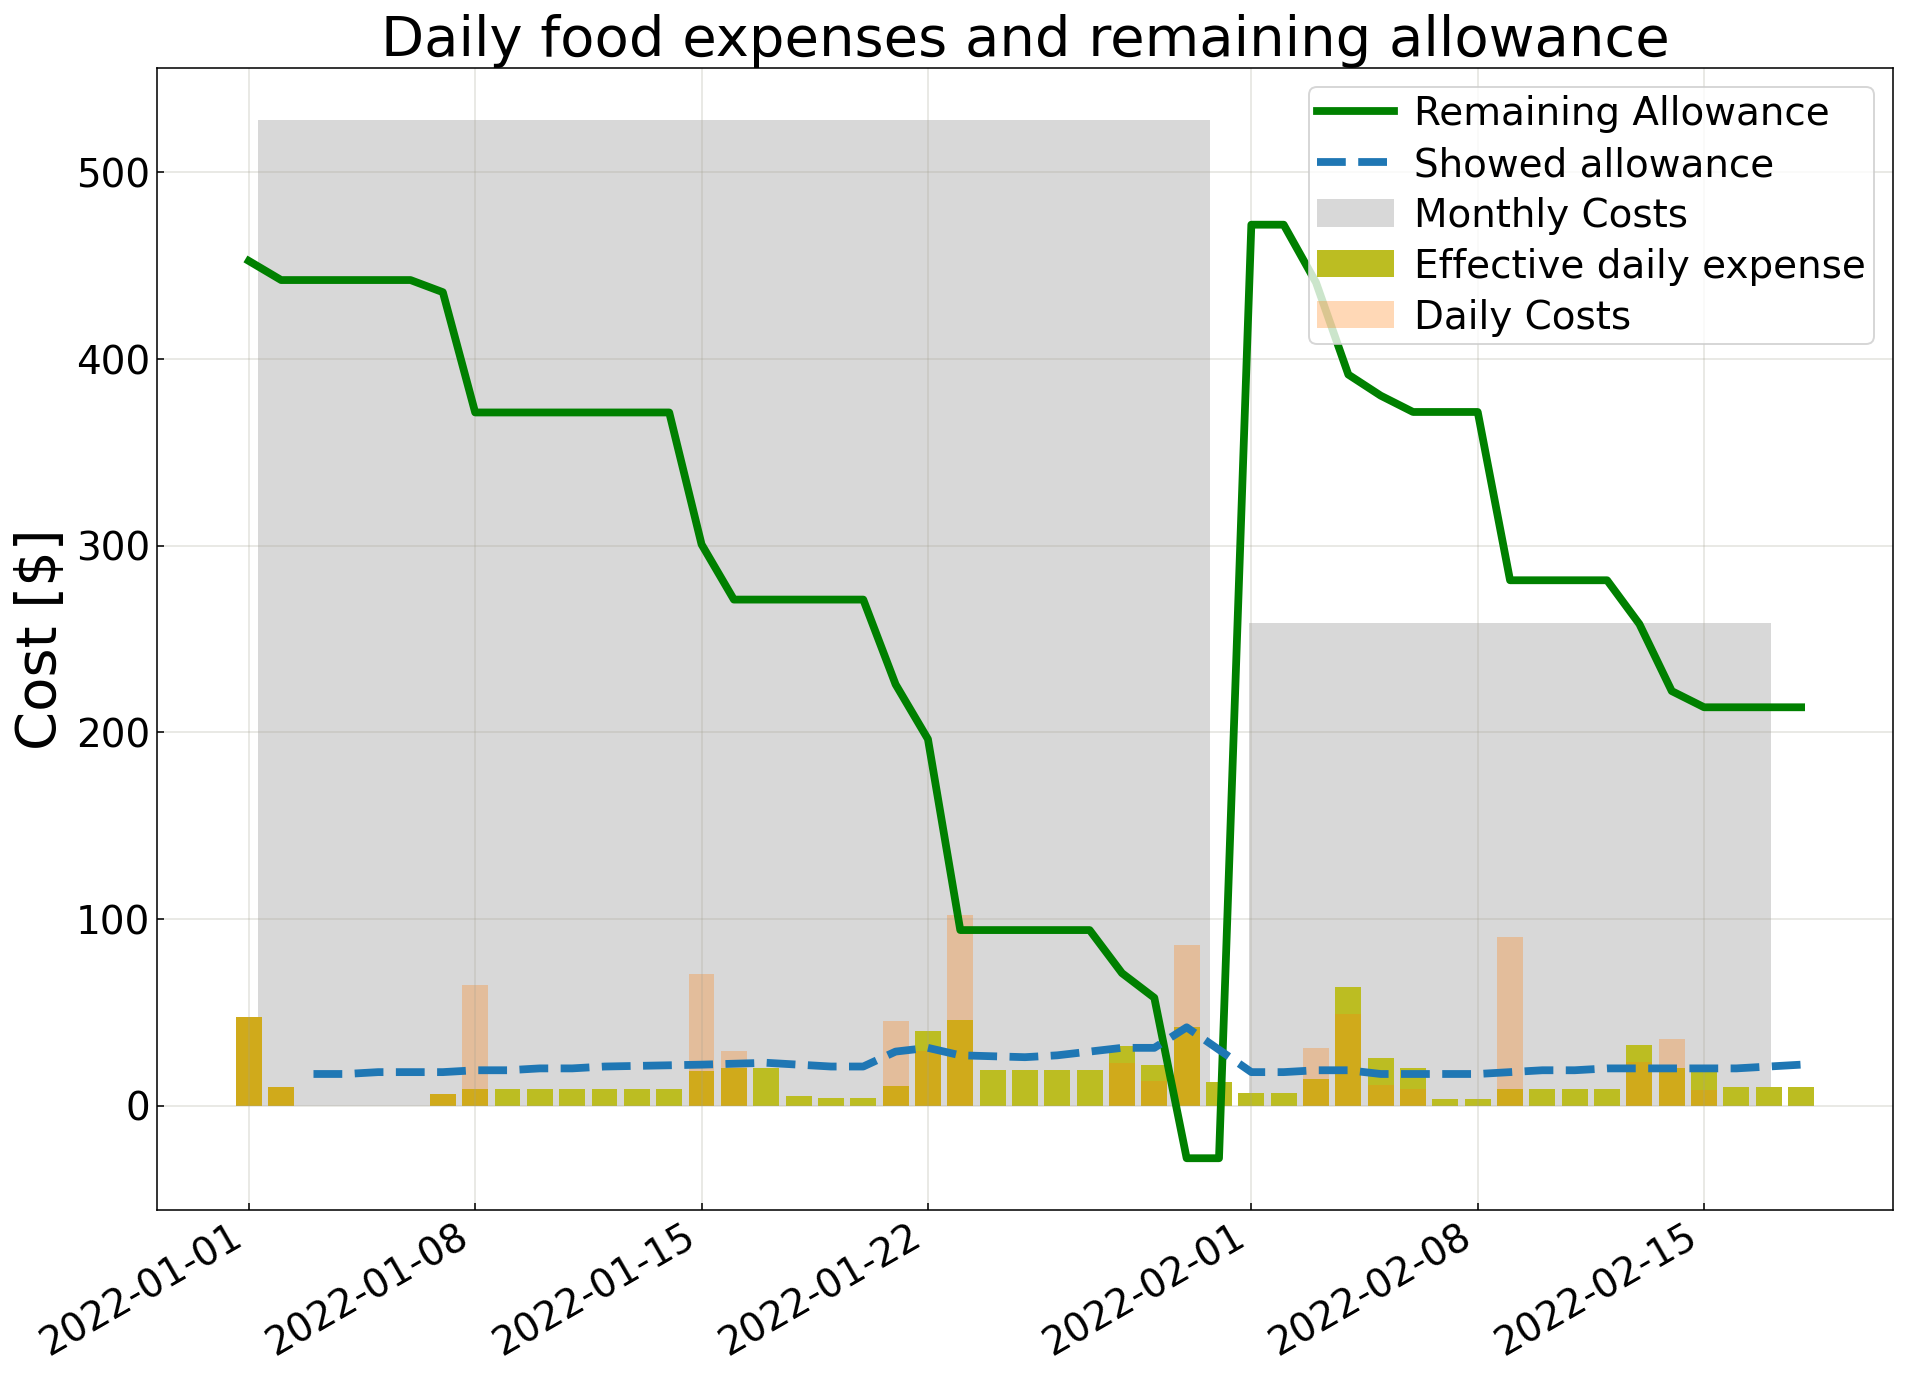 Daily food expenses and remaining allowance
Remaining Allowance
Showed allowance
Monthly Costs
Effective daily expense
Daily Costs
Cost [$]
500
400
300
200
100
0
2022-01-01
2022-01-08
2022-01-15
2022-01-22
2022-02-01
2022-02-08
2022-02-15